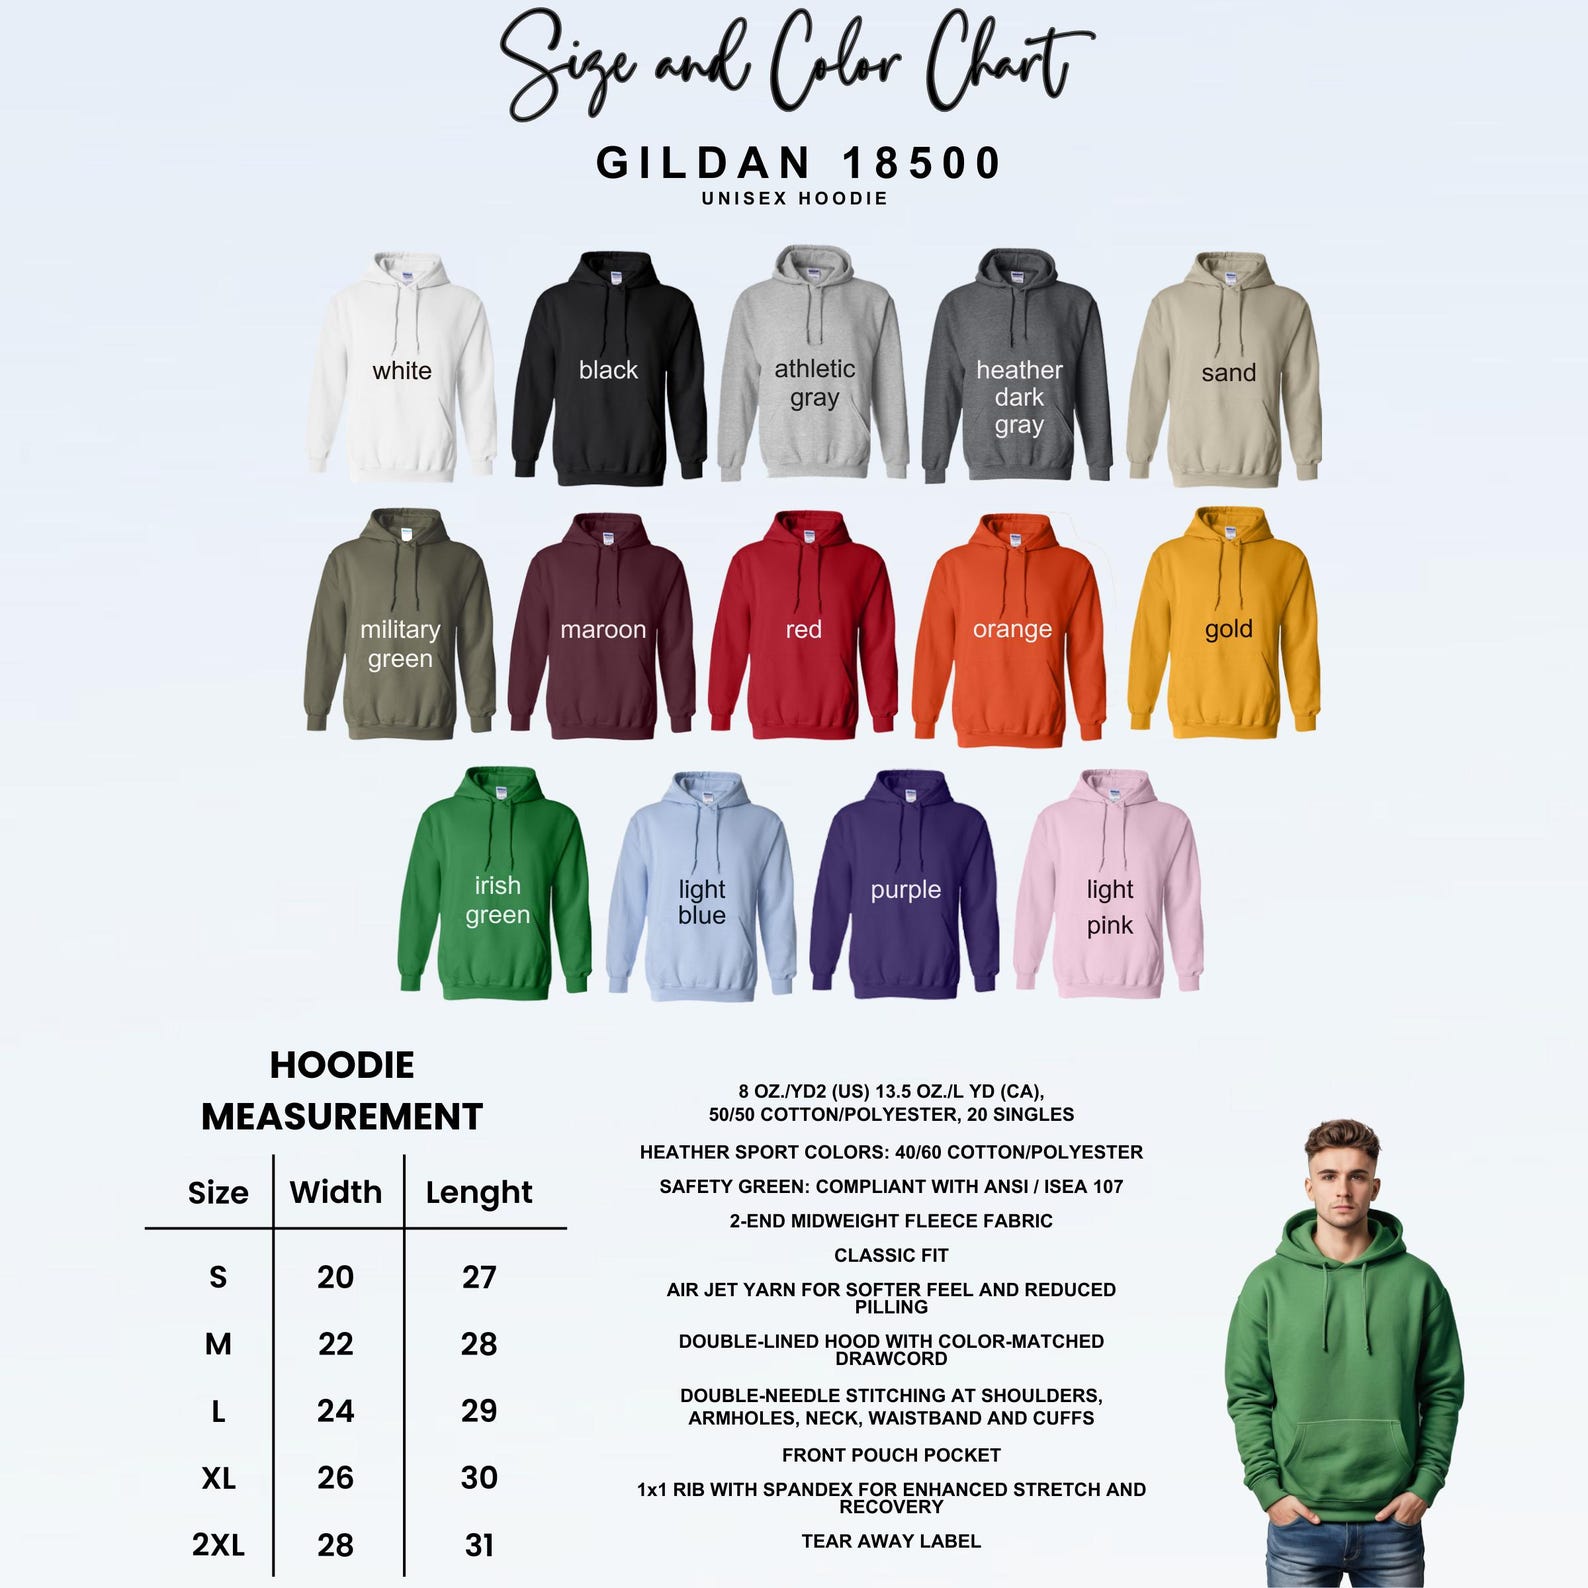 Size and Color Chart
GILDAN 18500
UNISEX HOODIE
white
black
athletic
gray
heather
dark
gray
sand
military
green
maroon
red
orange
gold
irish
green
light
blue
purple
light
pink
HOODIE
MEASUREMENT
Size Width Lenght
S 20 27
M 22 28
L 24 29
XL 26 30
2XL 28 31
8 OZ./YD2 (US) 13.5 OZ./L YD (CA),
50/50 COTTON/POLYESTER, 20 SINGLES
HEATHER SPORT COLORS: 40/60 COTTON/POLYESTER
SAFETY GREEN: COMPLIANT WITH ANSI / ISEA 107
2-END MIDWEIGHT FLEECE FABRIC
CLASSIC FIT
AIR JET YARN FOR SOFTER FEEL AND REDUCED
PILLING
DOUBLE-LINED HOOD WITH COLOR-MATCHED
DRAWCORD
DOUBLE-NEEDLE STITCHING AT SHOULDERS,
ARMHOLES, NECK, WAISTBAND AND CUFFS
FRONT POUCH POCKET
1x1 RIB WITH SPANDEX FOR ENHANCED STRETCH AND
RECOVERY
TEAR AWAY LABEL